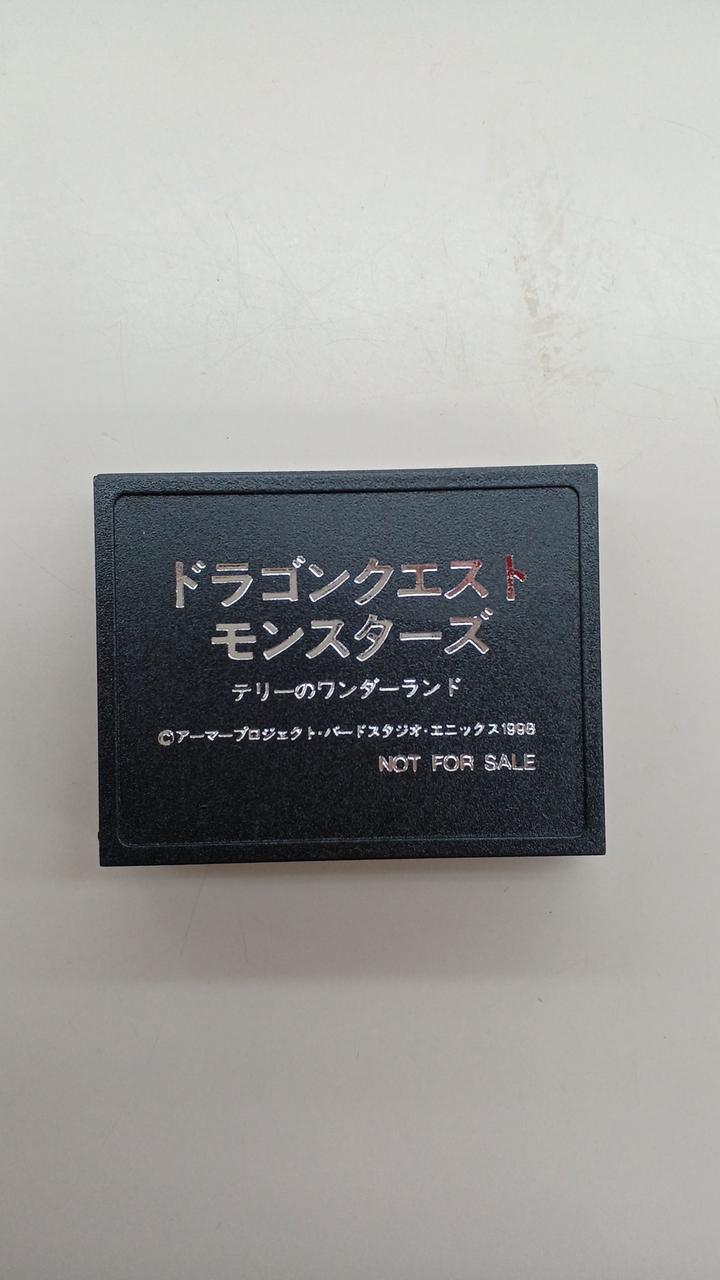 ドラゴンクエスト
モンスターズ
テリーのワンダーランド
©アーマープロジェクト・バードスタジオ・エニックス1998
NOT FOR SALE